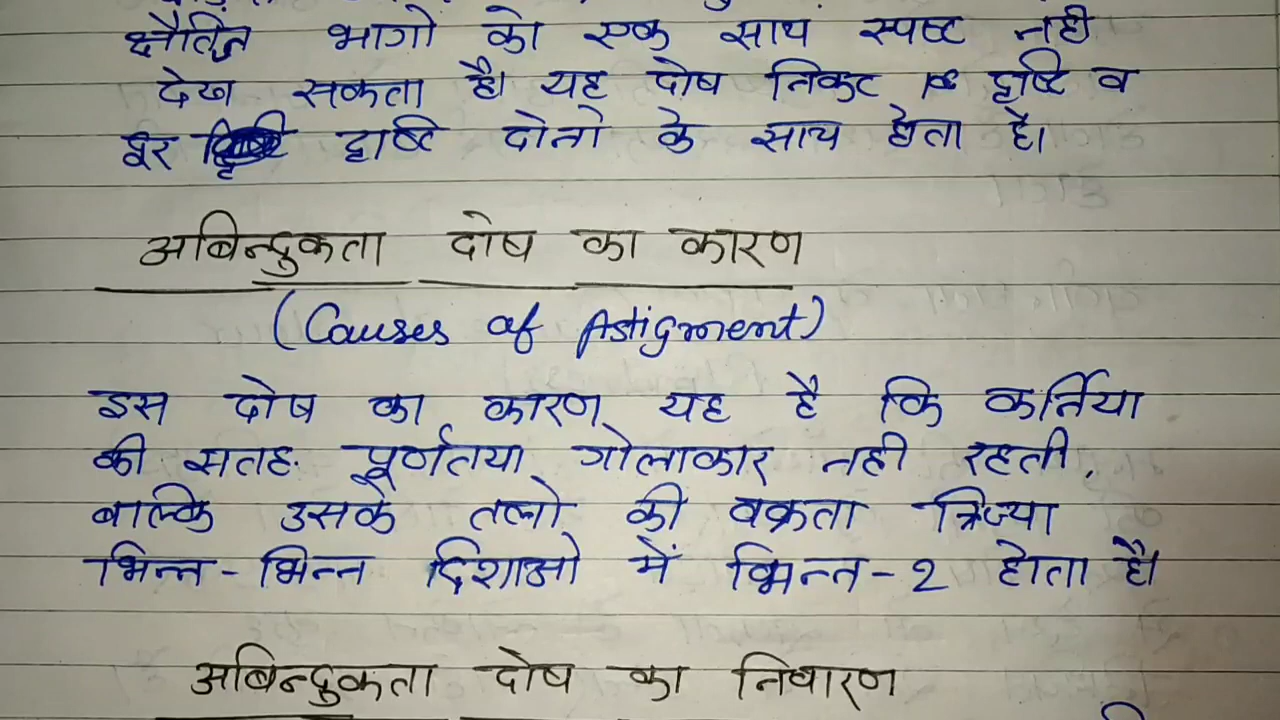 क्षैतिज भागो को एक साथ स्पष्ट नही
देख सकता है। यह दोष निकट दृष्टि व
दूर दृष्टि दोनो के साथ होता है।
अबिन्दुकता दोष का कारण
(Causes of Astigment)
इस दोष का कारण यह है कि कर्निया
की सतह पूर्णतया गोलाकार नही रहती,
बल्कि उसके तलो की वक्रता त्रिज्या
भिन्न-भिन्न दिशाओ में भिन्न-2 होता है।
अबिन्दुकता दोष का निवारण